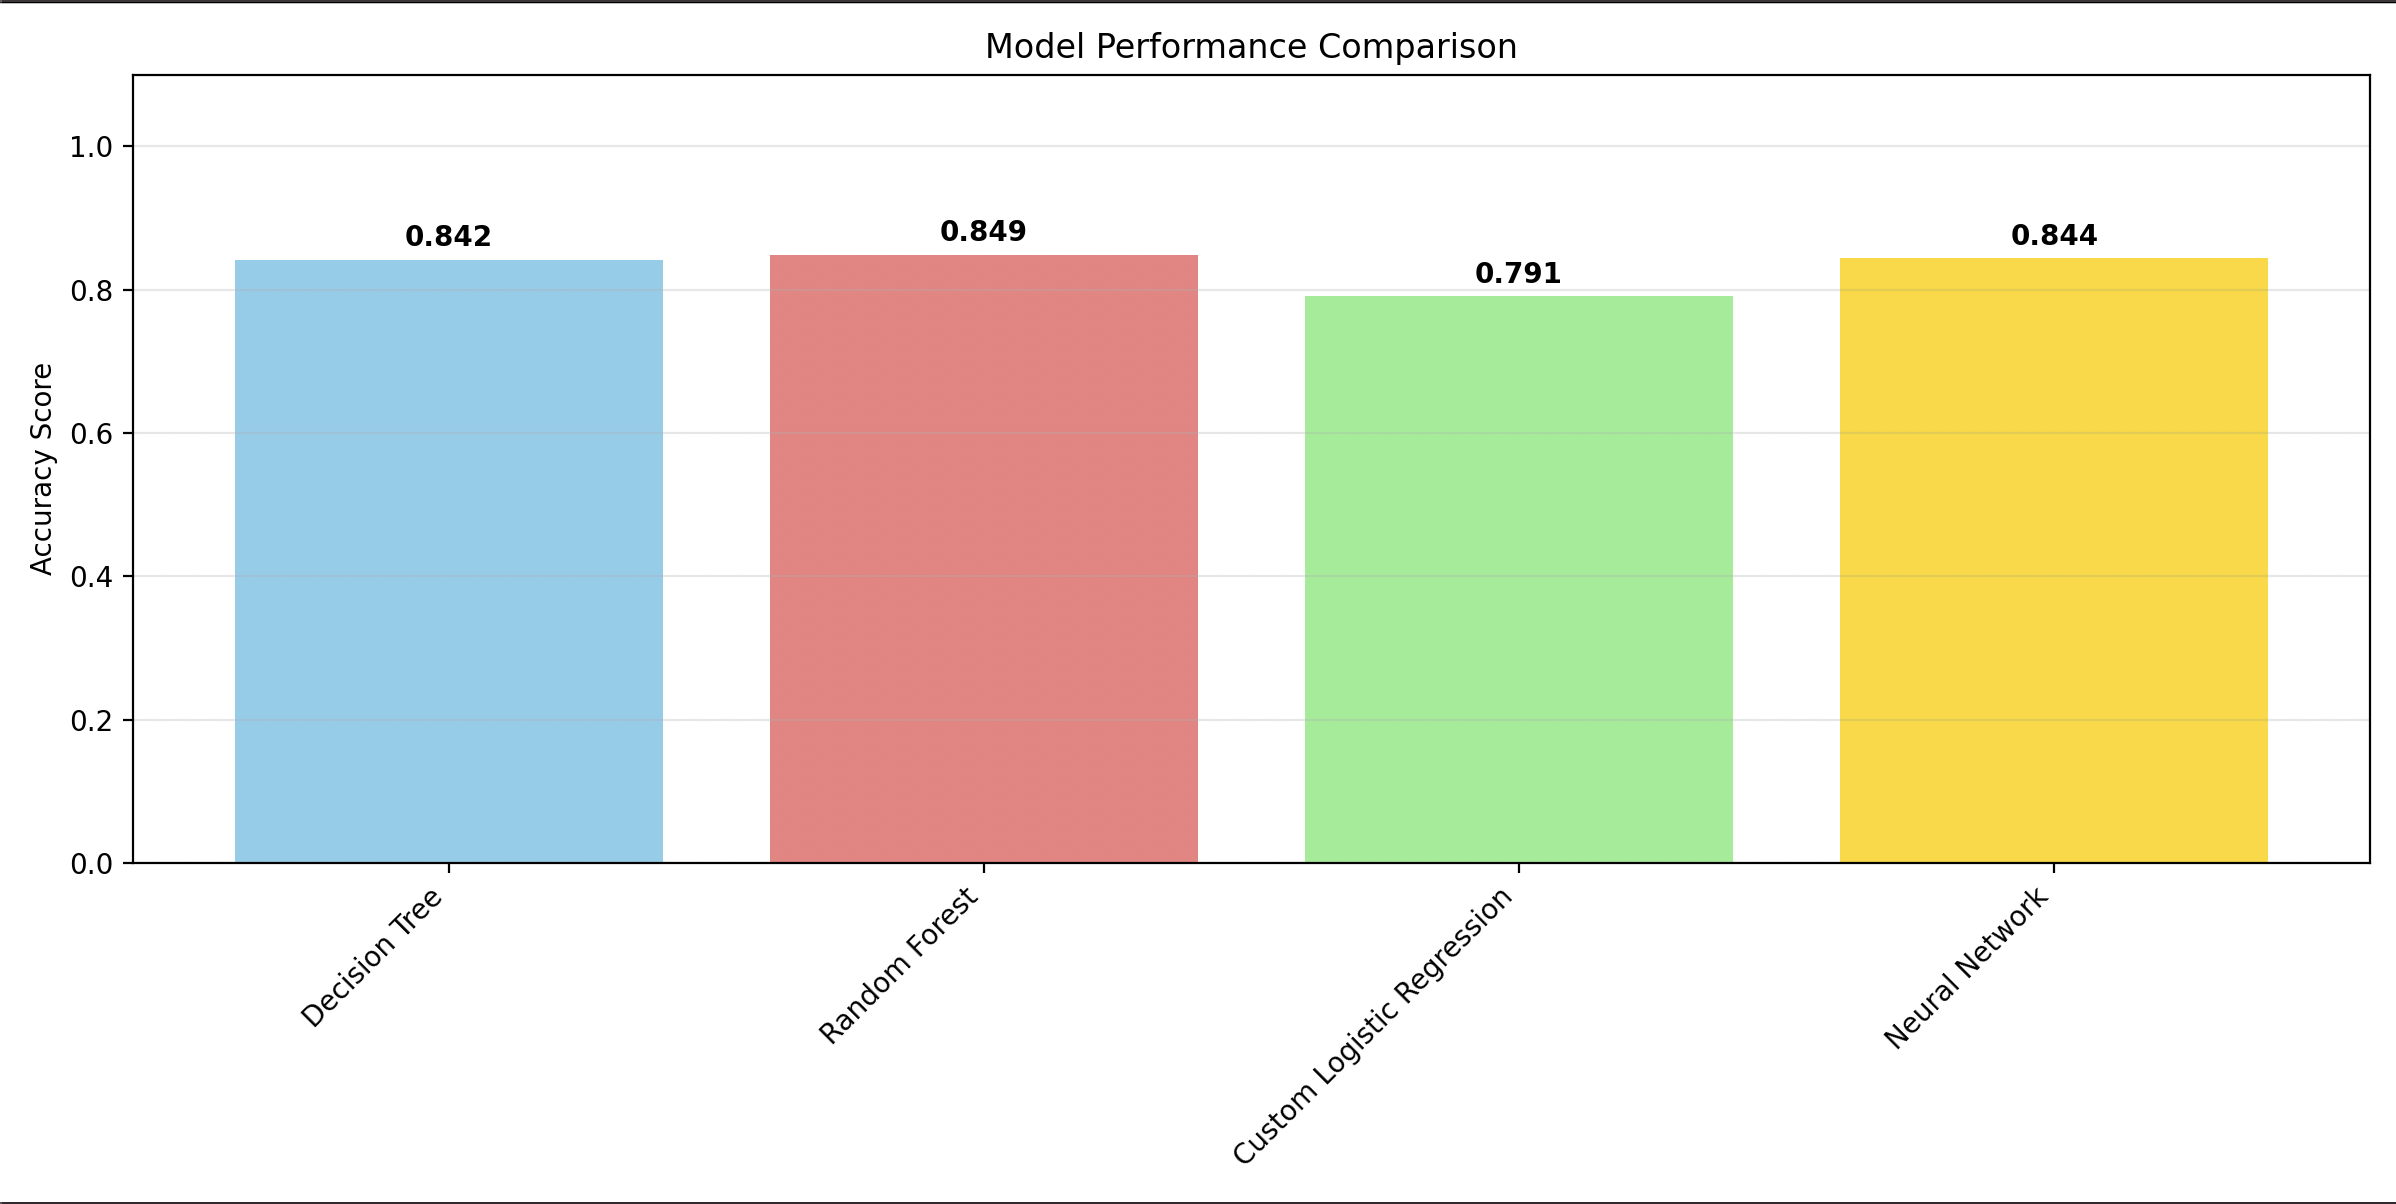 Model Performance Comparison
Accuracy Score
1.0
0.8
0.6
0.4
0.2
0.0
0.842
0.849
0.791
0.844
Decision Tree
Random Forest
Custom Logistic Regression
Neural Network